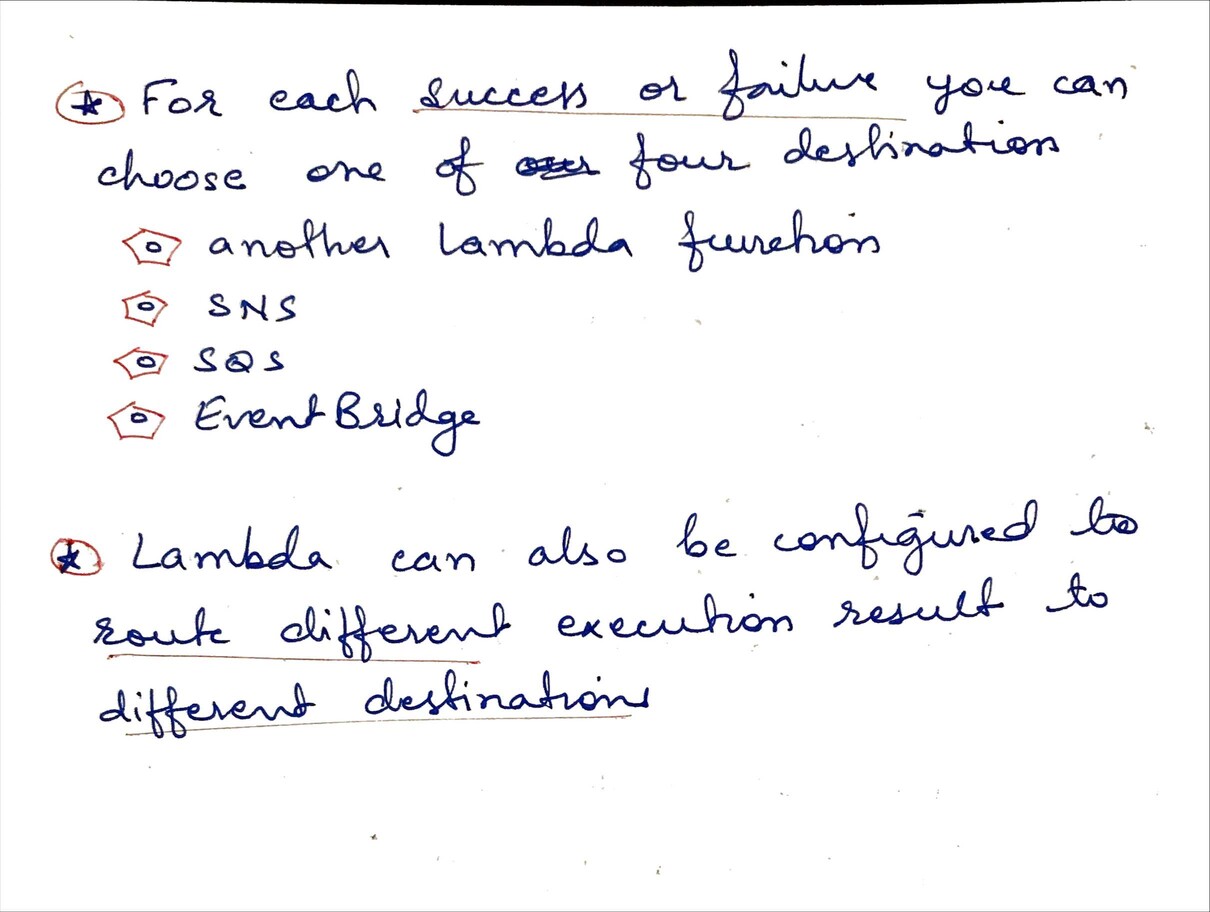 For each success or failure you can
choose one of four destination
another Lambda function
SNS
SQS
EventBridge
Lambda can also be configured to
route different execution result to
different destinations